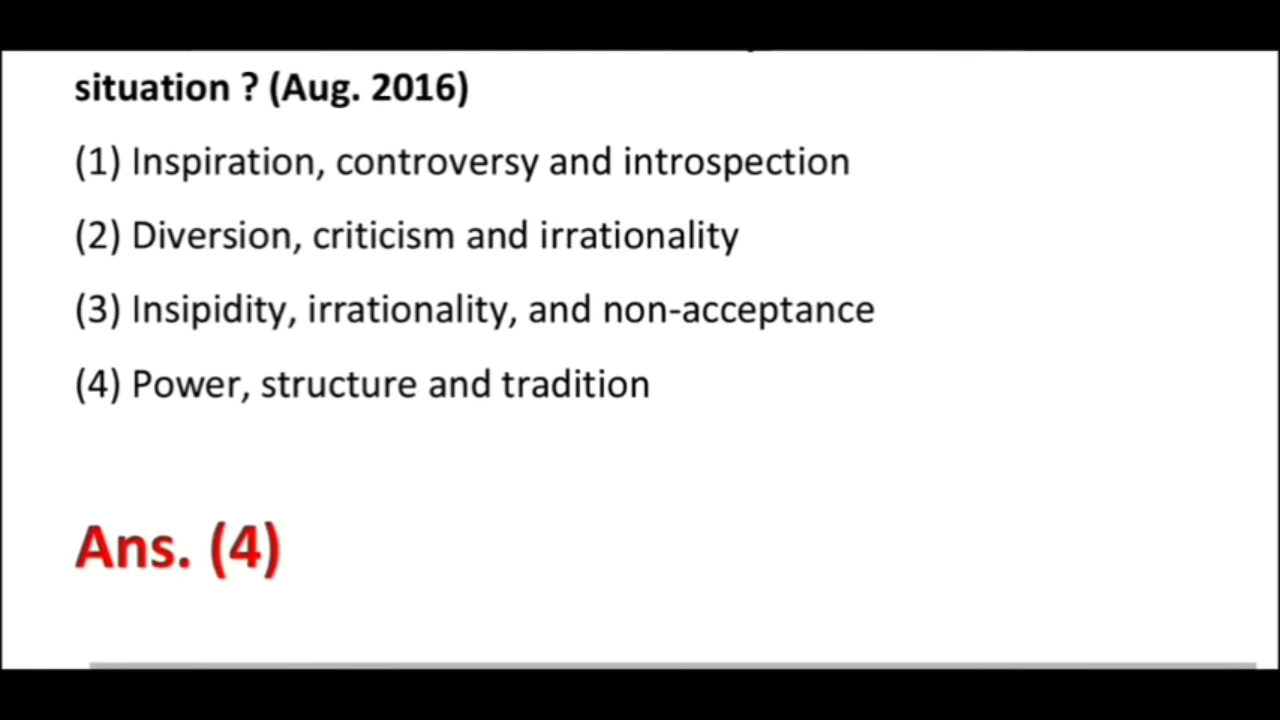 situation ? (Aug. 2016)
(1) Inspiration, controversy and introspection
(2) Diversion, criticism and irrationality
(3) Insipidity, irrationality, and non-acceptance
(4) Power, structure and tradition
Ans. (4)